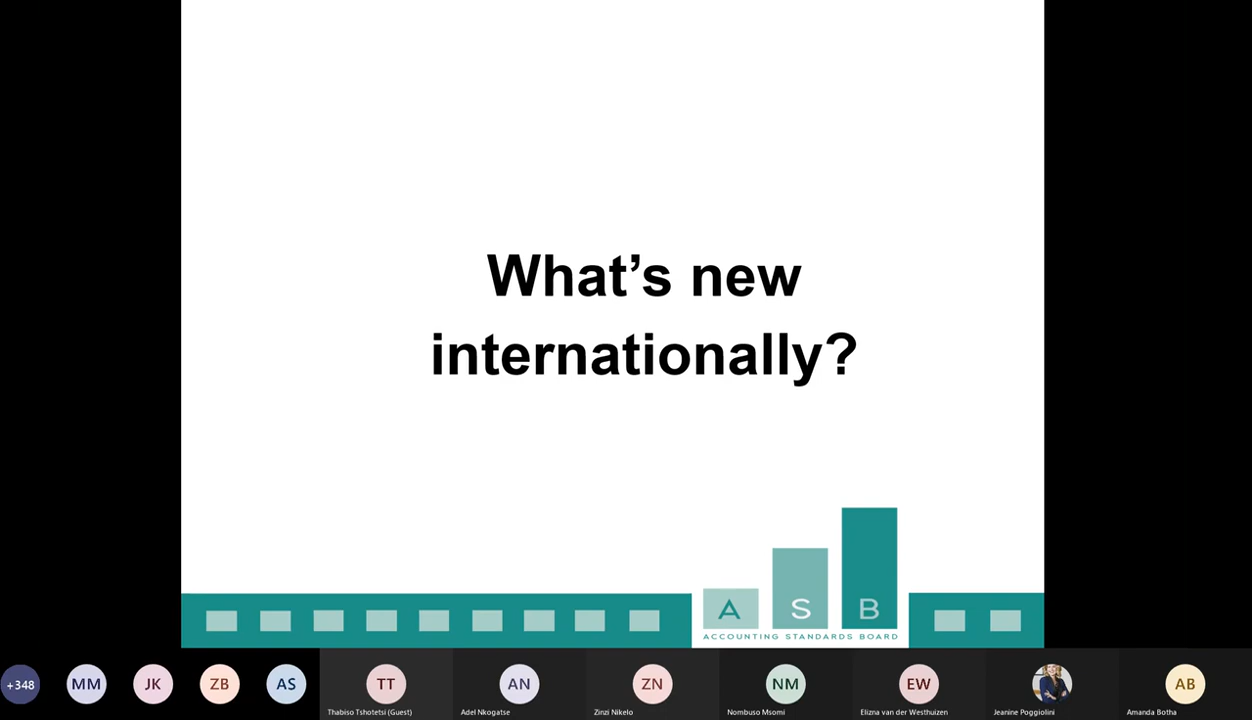 What's new
internationally?
A S B
ACCOUNTING STANDARDS BOARD
+348
MM
JK
ZB
AS
TT
AN
ZN
NM
EW
AB
Thabiso Tshotetsi (Guest)
Adel Nkogatse
Zinzi Nikelo
Nombuso Msomi
Elizna van der Westhuizen
Jeanine Poggiolini
Amanda Botha